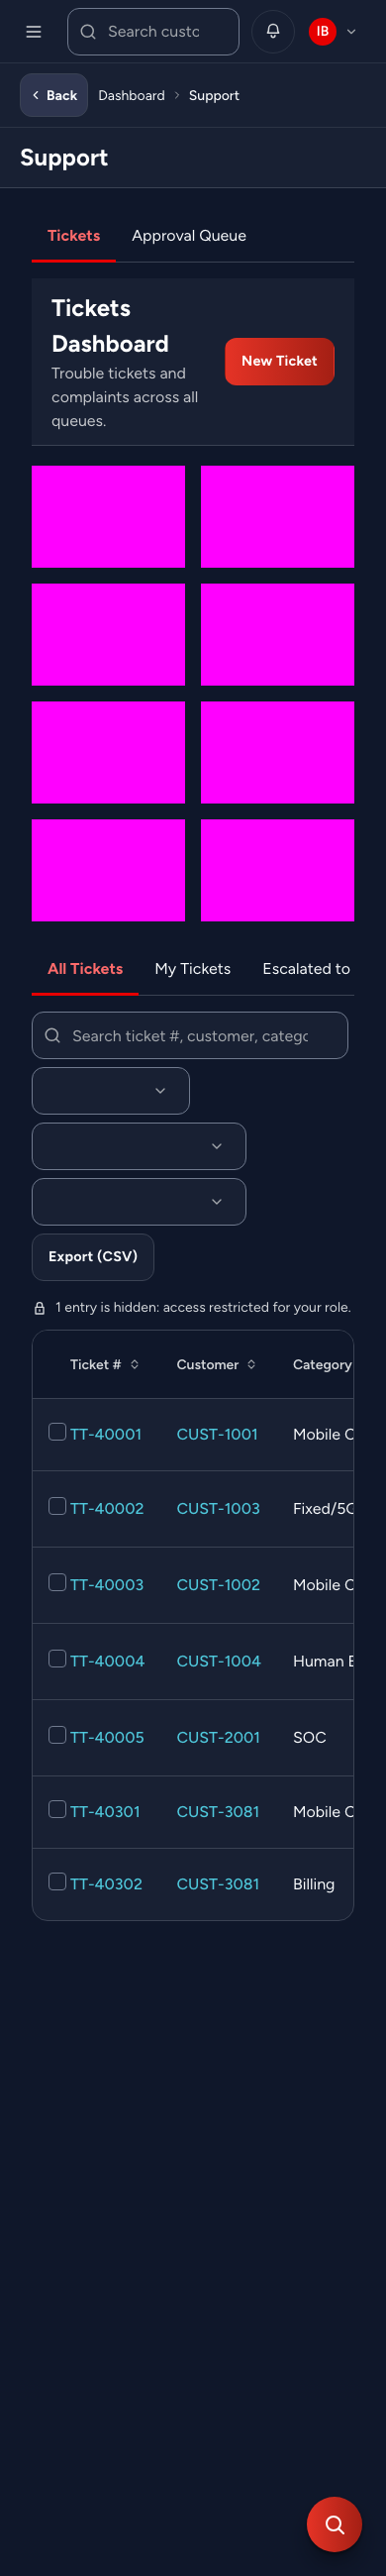 Search custo
IB
Back
Dashboard
Support
Support
Tickets
Approval Queue
Tickets
Dashboard
Trouble tickets and
complaints across all
queues.
New Ticket
All Tickets
My Tickets
Escalated to
Search ticket #, customer, catego
Export (CSV)
1 entry is hidden: access restricted for your role.
Ticket #
Customer
Category
TT-40001
CUST-1001
Mobile C
TT-40002
CUST-1003
Fixed/5G
TT-40003
CUST-1002
Mobile C
TT-40004
CUST-1004
Human E
TT-40005
CUST-2001
SOC
TT-40301
CUST-3081
Mobile C
TT-40302
CUST-3081
Billing